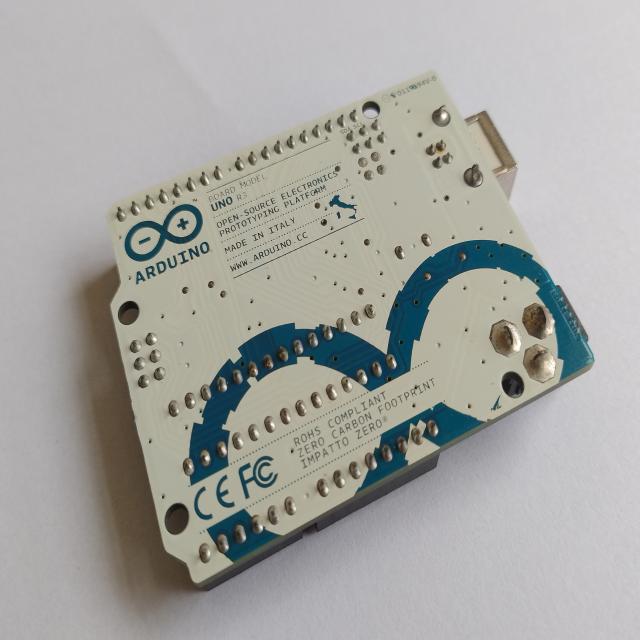 BOARD MODEL
UNO R3
OPEN-SOURCE ELECTRONICS
PROTOTYPING PLATFORM
MADE IN ITALY
WWW.ARDUINO.CC
ARDUINO
ROHS COMPLIANT
ZERO CARBON FOOTPRINT
IMPATTO ZERO®
CE FC